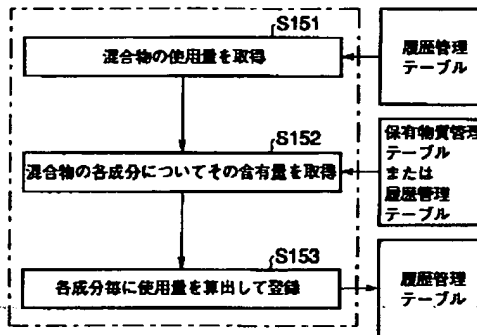 S151
混合物の使用量を取得
履歴管理
テーブル
S152
混合物の各成分についてその含有量を取得
保有物質管理
テーブル
または
履歴管理
テーブル
S153
各成分毎に使用量を算出して登録
履歴管理
テーブル